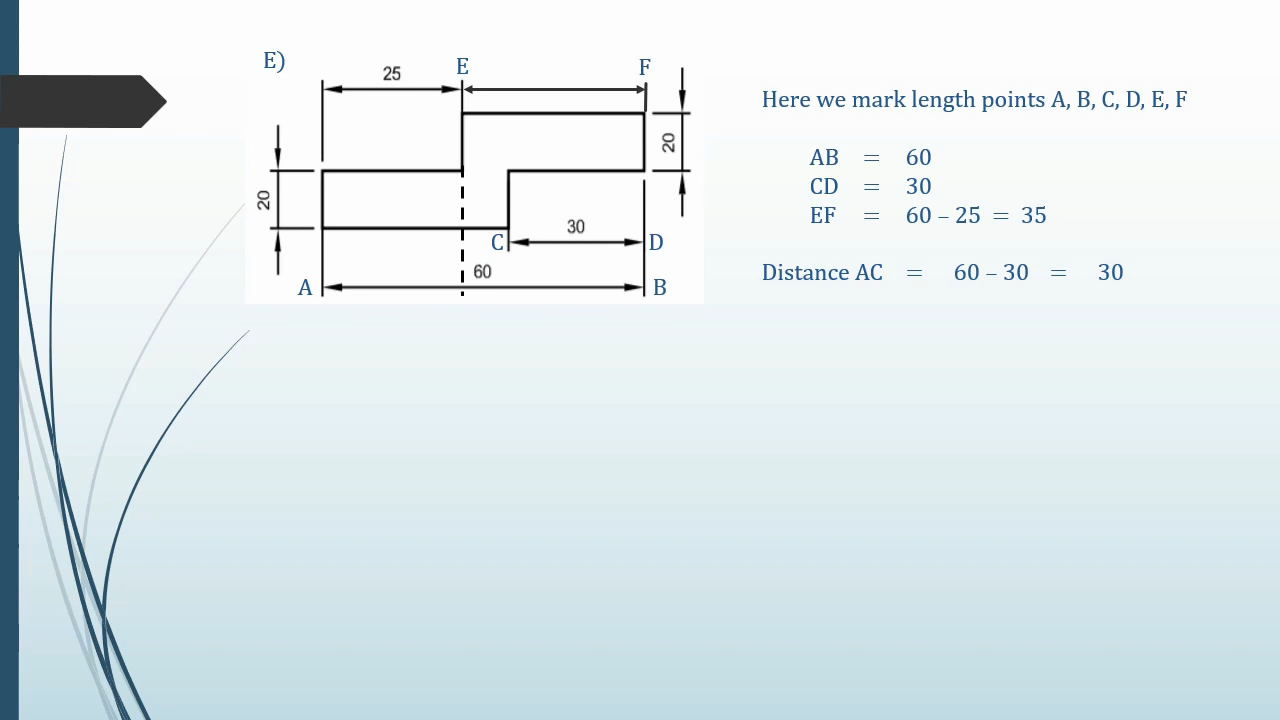 E)
25
E
F
20
20
C
30
D
60
A
B
Here we mark length points A, B, C, D, E, F
AB = 60
CD = 30
EF = 60 – 25 = 35
Distance AC = 60 – 30 = 30